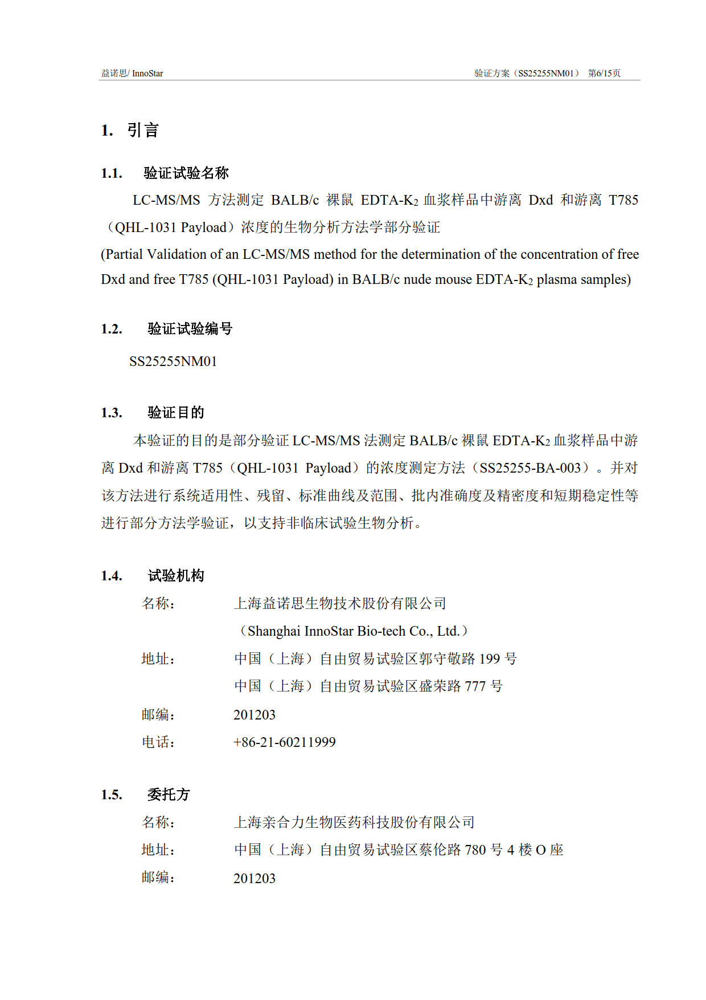 益诺思/ InnoStar 验证方案（SS25255NM01） 第6/15页
1. 引言
1.1. 验证试验名称
LC-MS/MS 方法测定 BALB/c 裸鼠 EDTA-K2 血浆样品中游离 Dxd 和游离 T785
（QHL-1031 Payload）浓度的生物分析方法学部分验证
(Partial Validation of an LC-MS/MS method for the determination of the concentration of free
Dxd and free T785 (QHL-1031 Payload) in BALB/c nude mouse EDTA-K2 plasma samples)
1.2. 验证试验编号
SS25255NM01
1.3. 验证目的
本验证的目的是部分验证 LC-MS/MS 法测定 BALB/c 裸鼠 EDTA-K2 血浆样品中游
离 Dxd 和游离 T785（QHL-1031 Payload）的浓度测定方法（SS25255-BA-003）。并对
该方法进行系统适用性、残留、标准曲线及范围、批内准确度及精密度和短期稳定性等
进行部分方法学验证，以支持非临床试验生物分析。
1.4. 试验机构
名称： 上海益诺思生物技术股份有限公司
（Shanghai InnoStar Bio-tech Co., Ltd.）
地址： 中国（上海）自由贸易试验区郭守敬路 199 号
中国（上海）自由贸易试验区盛荣路 777 号
邮编： 201203
电话： +86-21-60211999
1.5. 委托方
名称： 上海亲合力生物医药科技股份有限公司
地址： 中国（上海）自由贸易试验区蔡伦路 780 号 4 楼 O 座
邮编： 201203